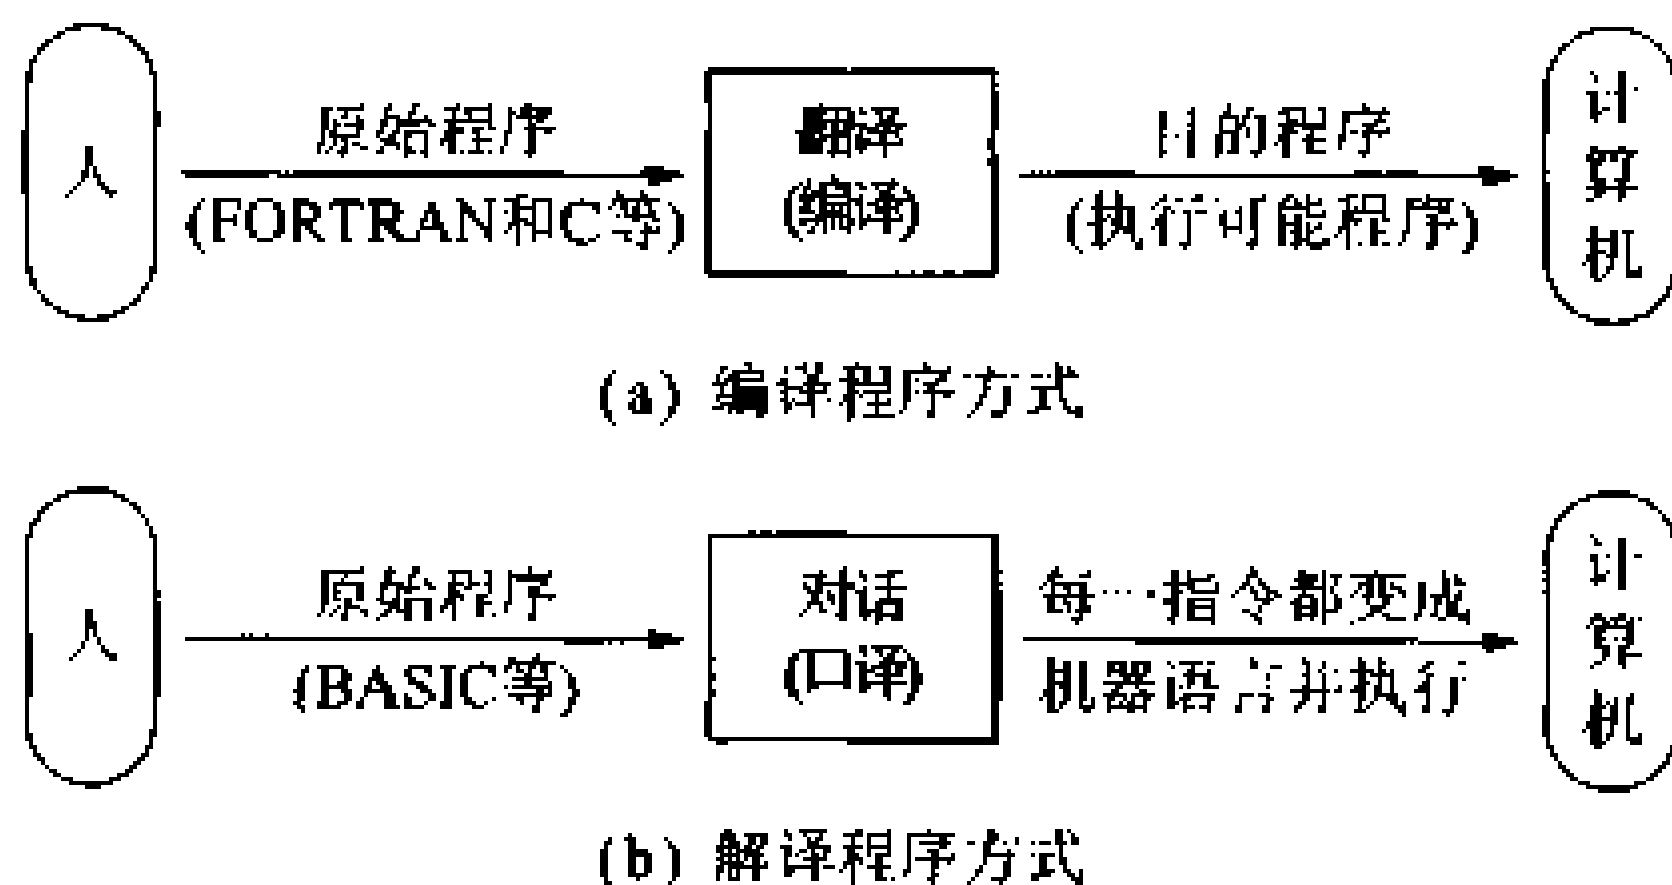 人
原始程序
(FORTRAN和C等)
翻译
(编译)
目的程序
(执行可能程序)
计算机
(a) 编译程序方式
人
原始程序
(BASIC等)
对话
(口译)
每一指令都变成
机器语言并执行
计算机
(b) 解译程序方式